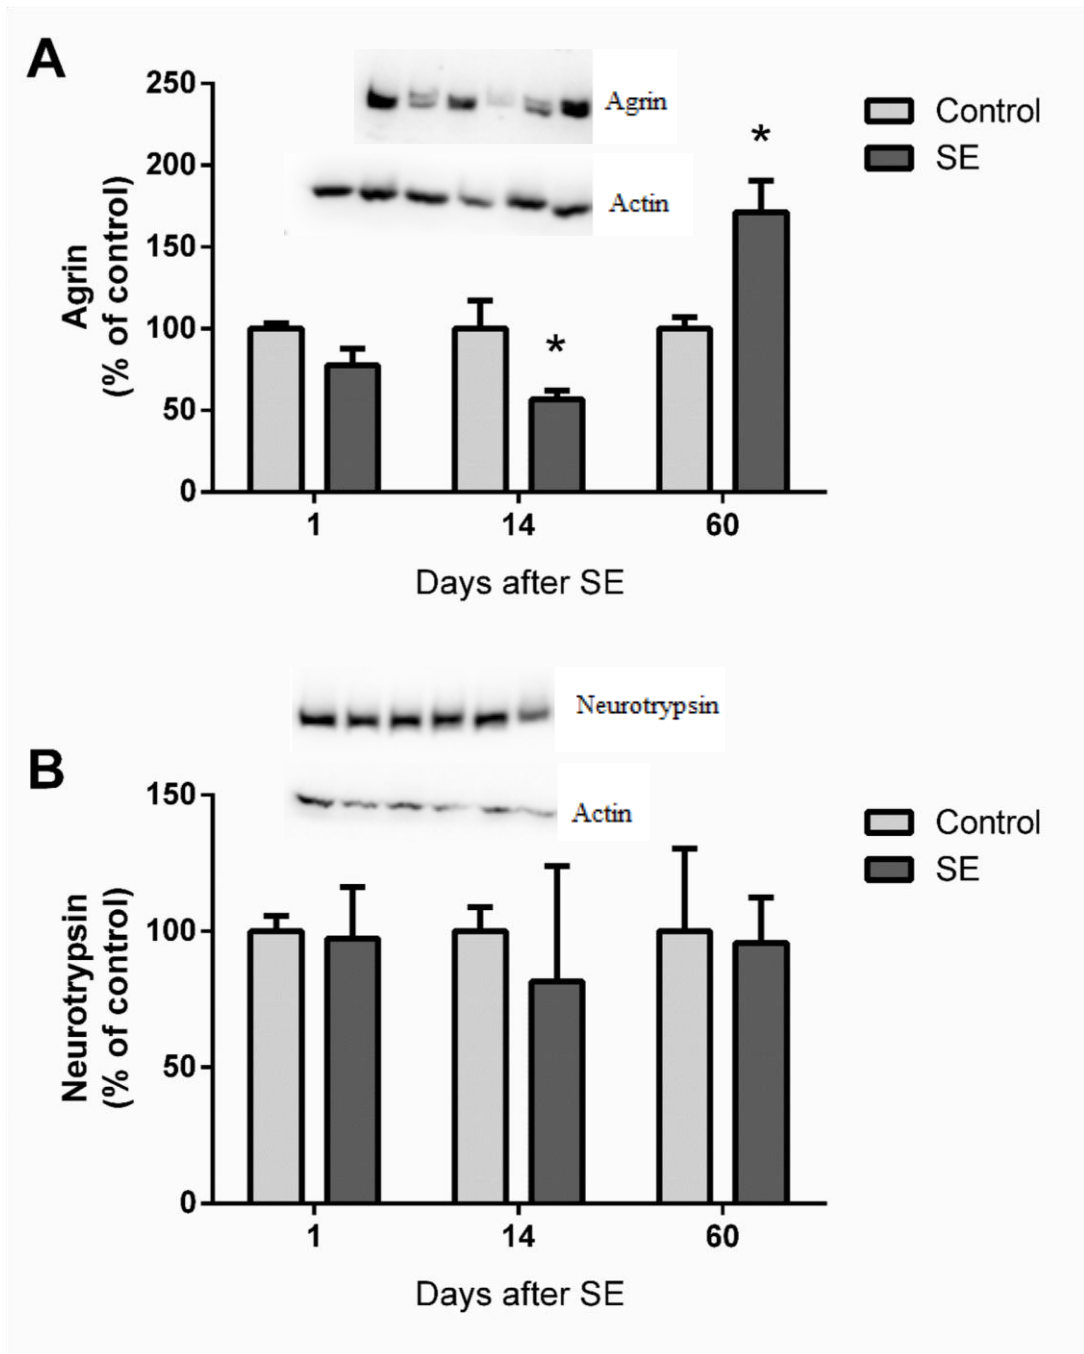 A
250
200
150
100
50
0
Agrin
(% of control)
Agrin
Actin
*
*
Control
SE
1 14 60
Days after SE
B
150
100
50
0
Neurotrypsin
(% of control)
Neurotrypsin
Actin
Control
SE
1 14 60
Days after SE